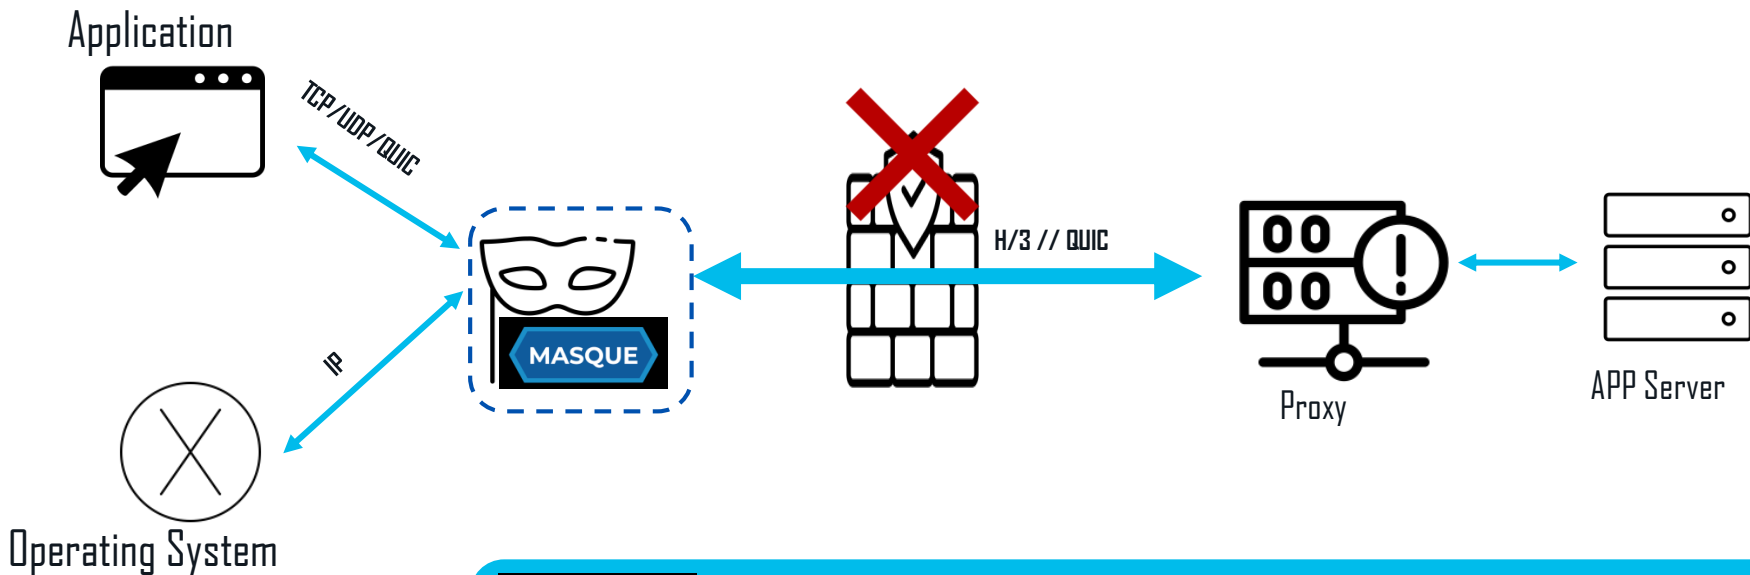 Application
TCP/UDP/QUIC
H/3 // QUIC
MASQUE
IP
Proxy
APP Server
Operating System